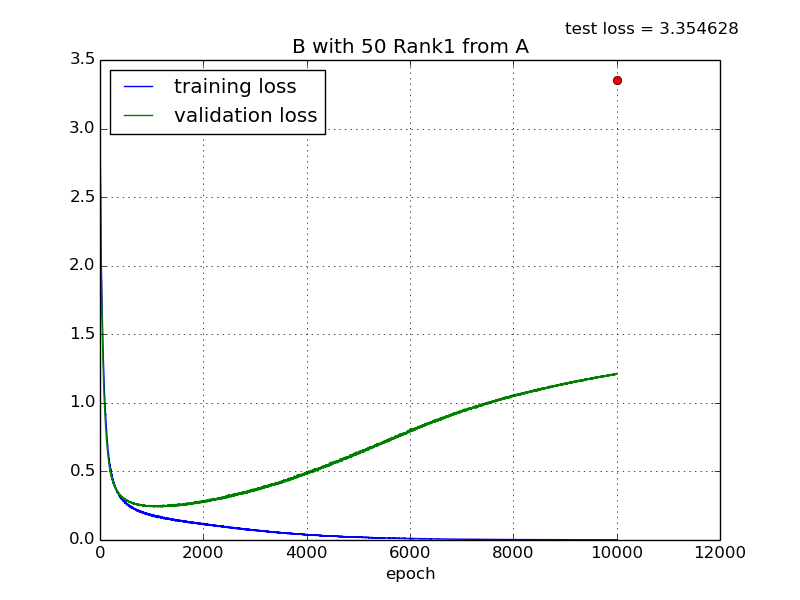 test loss = 3.354628
B with 50 Rank1 from A
training loss
validation loss
3.5
3.0
2.5
2.0
1.5
1.0
0.5
0.0
0 2000 4000 6000 8000 10000 12000
epoch